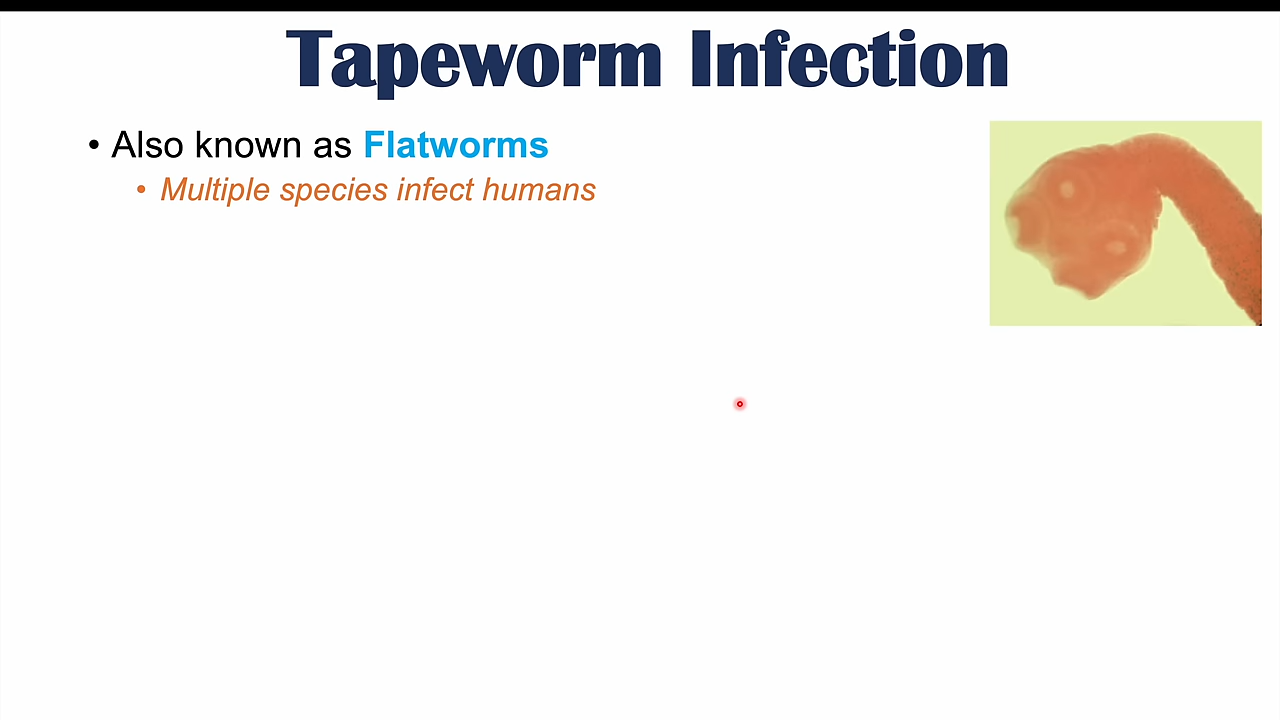 Tapeworm Infection
• Also known as Flatworms
• Multiple species infect humans